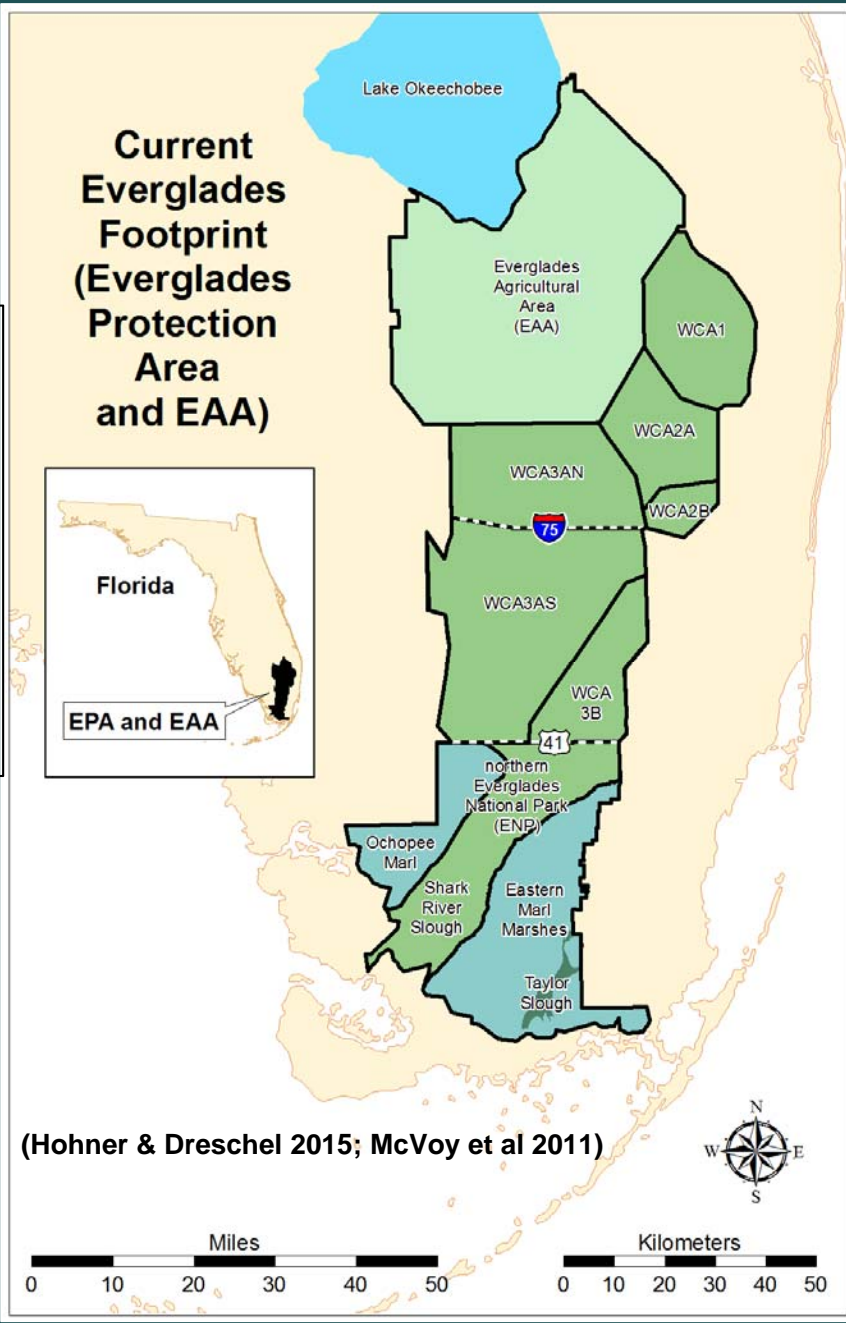 Lake Okeechobee
Current
Everglades
Footprint
(Everglades
Protection
Area
and EAA)
Everglades
Agricultural
Area
(EAA)
WCA1
WCA2A
WCA2B
WCA3AN
75
WCA3AS
WCA
3B
41
Florida
EPA and EAA
northern
Everglades
National Park
(ENP)
Ochopee
Marl
Shark
River
Slough
Eastern
Marl
Marshes
Taylor
Slough
(Hohner & Dreschel 2015; McVoy et al 2011)
N
W E
S
Miles
0 10 20 30 40 50
Kilometers
0 10 20 30 40 50